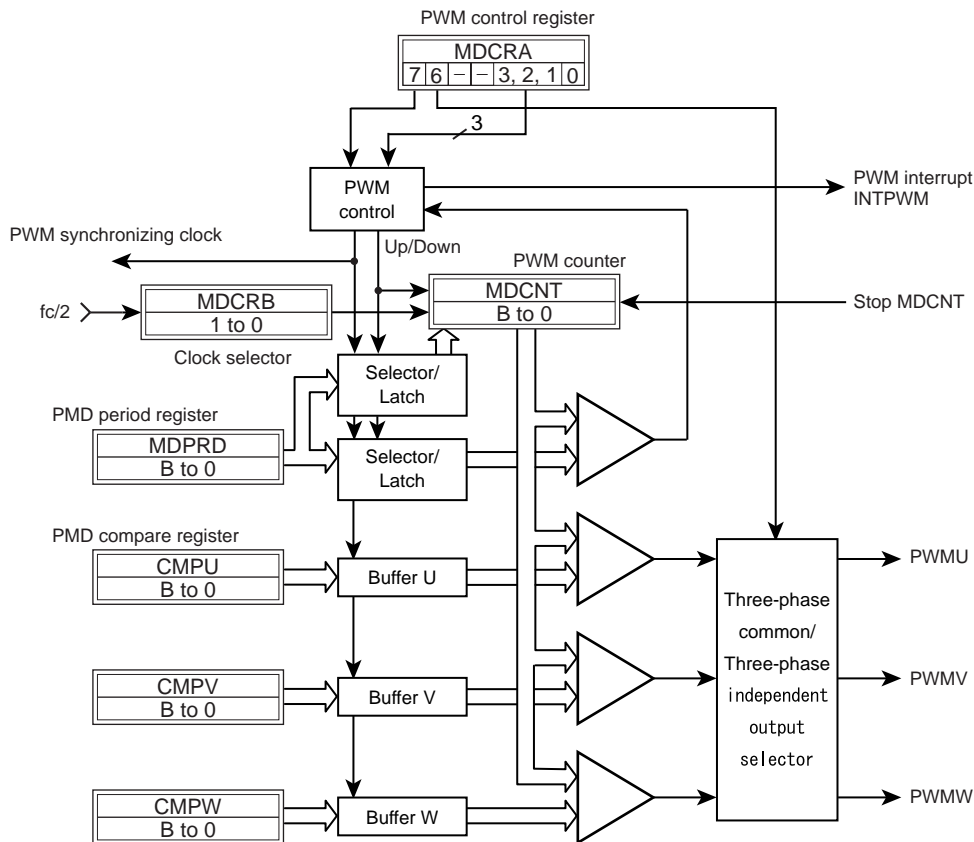 PWM control register
MDCRA
7 6 – – 3, 2, 1 0
3
PWM
control
PWM interrupt
INTPWM
PWM synchronizing clock
Up/Down
PWM counter
MDCNT
B to 0
Stop MDCNT
fc/2
MDCRB
1 to 0
Clock selector
Selector/
Latch
PMD period register
MDPRD
B to 0
Selector/
Latch
PMD compare register
CMPU
B to 0
Buffer U
PWMU
Three-phase
common/
Three-phase
independent
output
selector
CMPV
B to 0
Buffer V
PWMV
CMPW
B to 0
Buffer W
PWMW